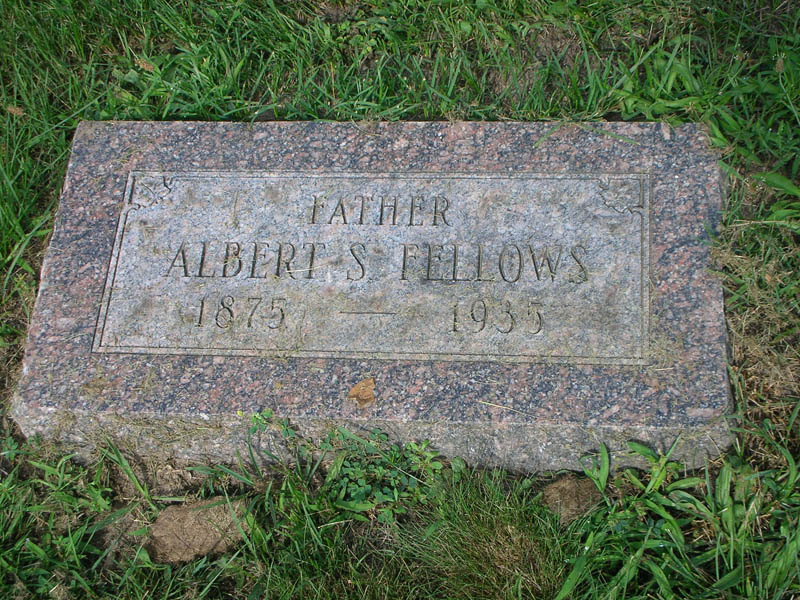 FATHER
ALBERT S FELLOWS
1875 — 1935